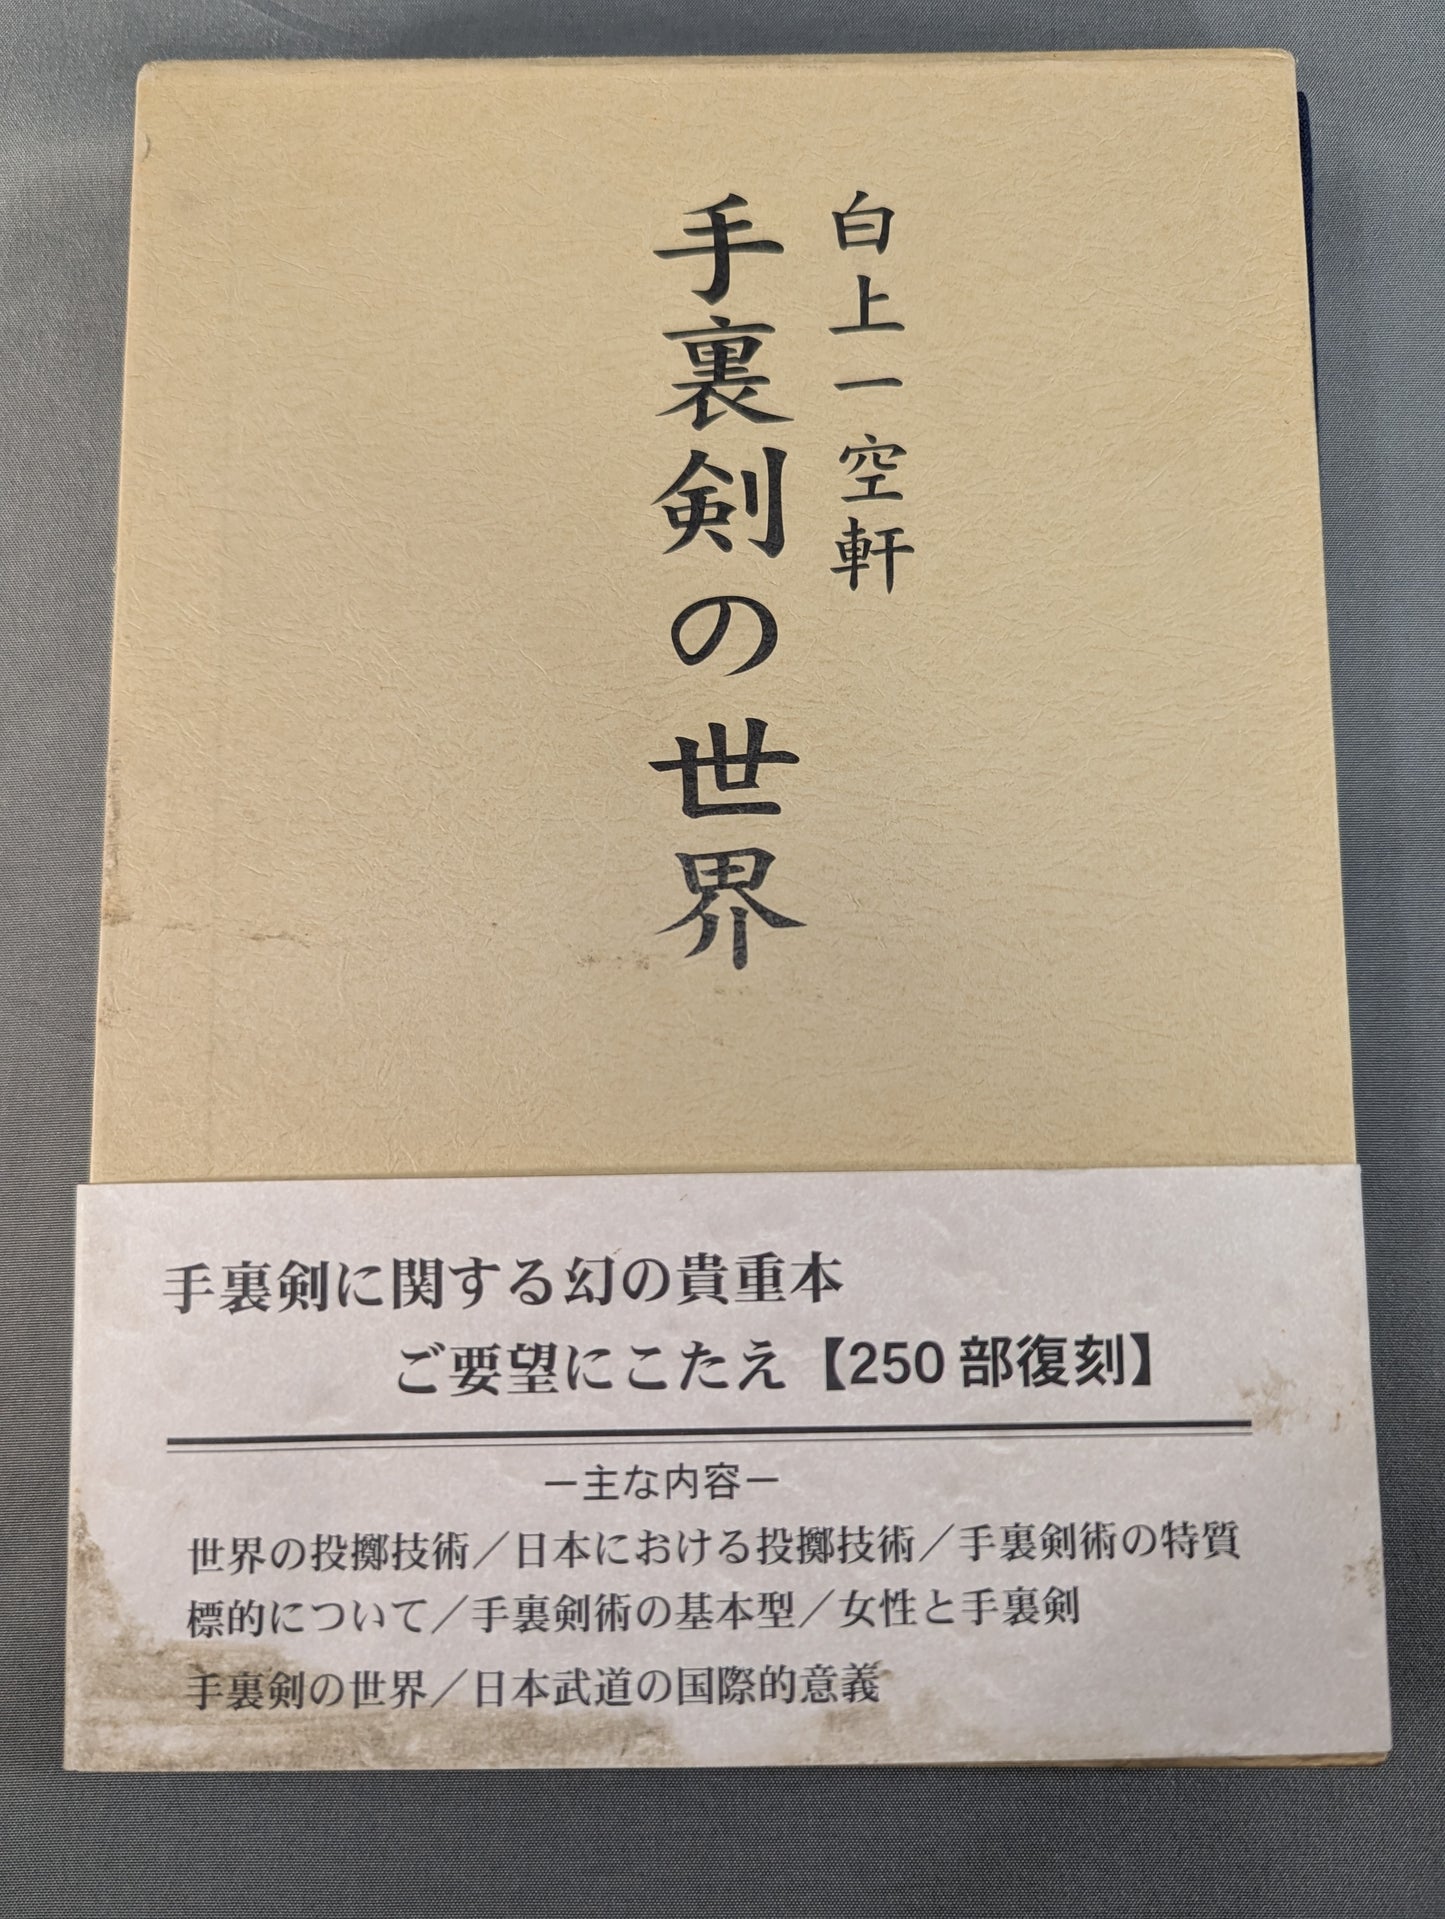 白上一空軒
手裏剣の世界
手裏剣に関する幻の貴重本
ご要望にこたえ【250部復刻】
ー主な内容ー
世界の投擲技術／日本における投擲技術／手裏剣術の特質
標的について／手裏剣術の基本型／女性と手裏剣
手裏剣の世界／日本武道の国際的意義